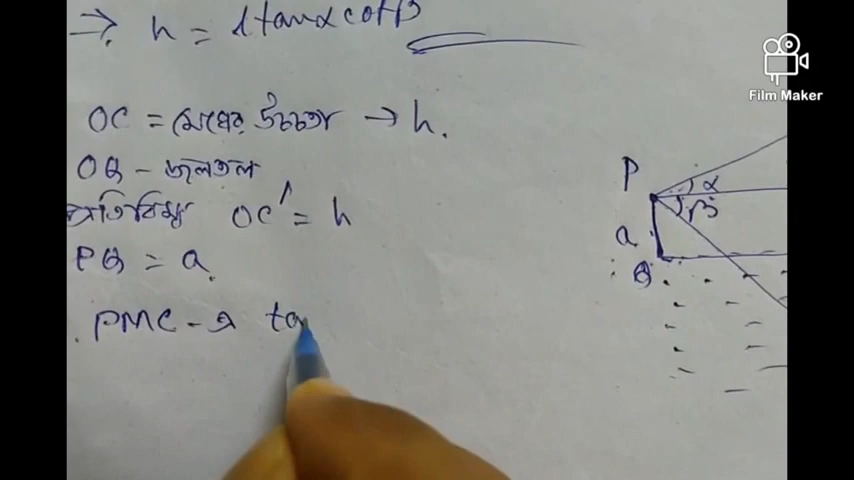 ⇒ h = d tanα cotβ
OC = মেঘের উচ্চতা → h.
OQ - জলতল
প্রতিবিম্ব OC' = h
PQ = a.
PMC - এ ta
P
α
β
a
Q
Film Maker